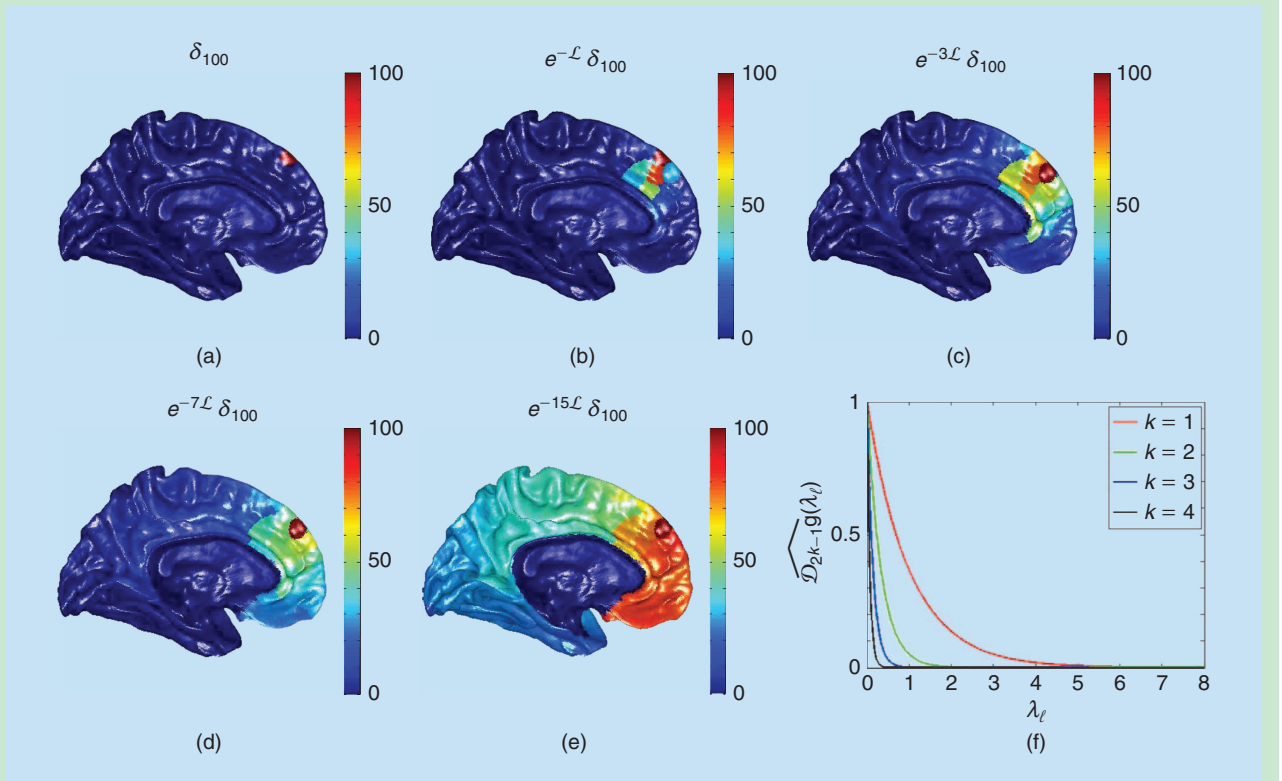 δ₁₀₀
100
50
0
(a)
e^{−ℒ} δ₁₀₀
100
50
0
(b)
e^{−3ℒ} δ₁₀₀
100
50
0
(c)
e^{−7ℒ} δ₁₀₀
100
50
0
(d)
e^{−15ℒ} δ₁₀₀
100
50
0
(e)
1
0.5
0
\widehat{𝒟_{2^{k−1}}g}(λ_ℓ)
k = 1
k = 2
k = 3
k = 4
0 1 2 3 4 5 6 7 8
λ_ℓ
(f)